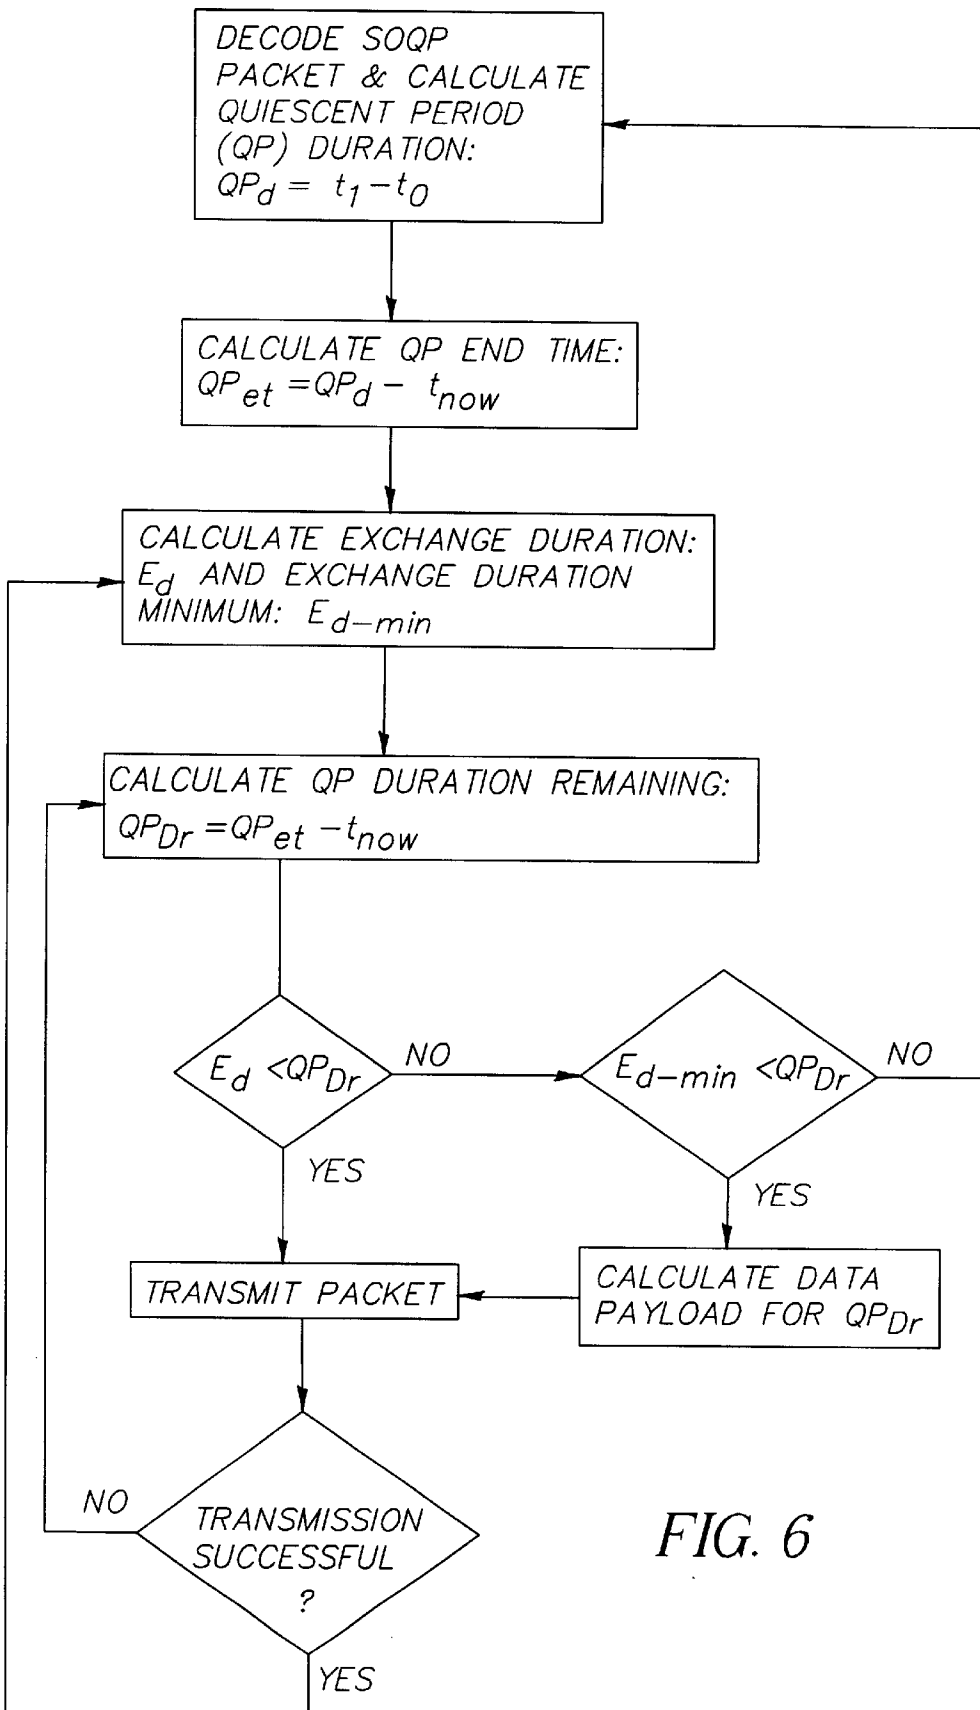 DECODE SOQP
PACKET & CALCULATE
QUIESCENT PERIOD
(QP) DURATION:
QPd = t1-t0
CALCULATE QP END TIME:
QPet =QPd - tnow
CALCULATE EXCHANGE DURATION:
Ed AND EXCHANGE DURATION
MINIMUM: Ed-min
CALCULATE QP DURATION REMAINING:
QPDr =QPet -tnow
Ed <QPDr
NO
Ed-min <QPDr
NO
YES
YES
TRANSMIT PACKET
CALCULATE DATA
PAYLOAD FOR QPDr
NO
TRANSMISSION
SUCCESSFUL
?
YES
FIG. 6